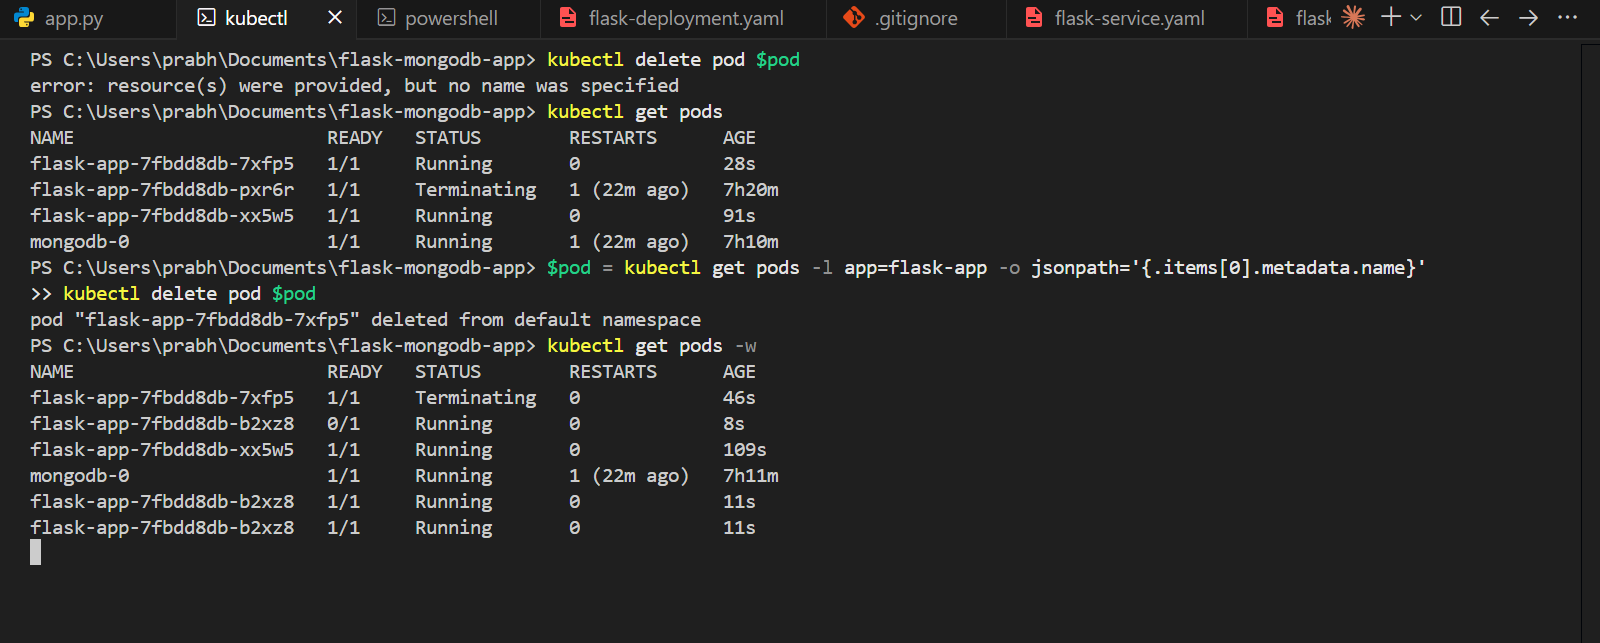 app.py kubectl powershell flask-deployment.yaml .gitignore flask-service.yaml flask
PS C:\Users\prabh\Documents\flask-mongodb-app> kubectl delete pod $pod
error: resource(s) were provided, but no name was specified
PS C:\Users\prabh\Documents\flask-mongodb-app> kubectl get pods
NAME READY STATUS RESTARTS AGE
flask-app-7fbdd8db-7xfp5 1/1 Running 0 28s
flask-app-7fbdd8db-pxr6r 1/1 Terminating 1 (22m ago) 7h20m
flask-app-7fbdd8db-xx5w5 1/1 Running 0 91s
mongodb-0 1/1 Running 1 (22m ago) 7h10m
PS C:\Users\prabh\Documents\flask-mongodb-app> $pod = kubectl get pods -l app=flask-app -o jsonpath='{.items[0].metadata.name}'
>> kubectl delete pod $pod
pod "flask-app-7fbdd8db-7xfp5" deleted from default namespace
PS C:\Users\prabh\Documents\flask-mongodb-app> kubectl get pods -w
NAME READY STATUS RESTARTS AGE
flask-app-7fbdd8db-7xfp5 1/1 Terminating 0 46s
flask-app-7fbdd8db-b2xz8 0/1 Running 0 8s
flask-app-7fbdd8db-xx5w5 1/1 Running 0 109s
mongodb-0 1/1 Running 1 (22m ago) 7h11m
flask-app-7fbdd8db-b2xz8 1/1 Running 0 11s
flask-app-7fbdd8db-b2xz8 1/1 Running 0 11s